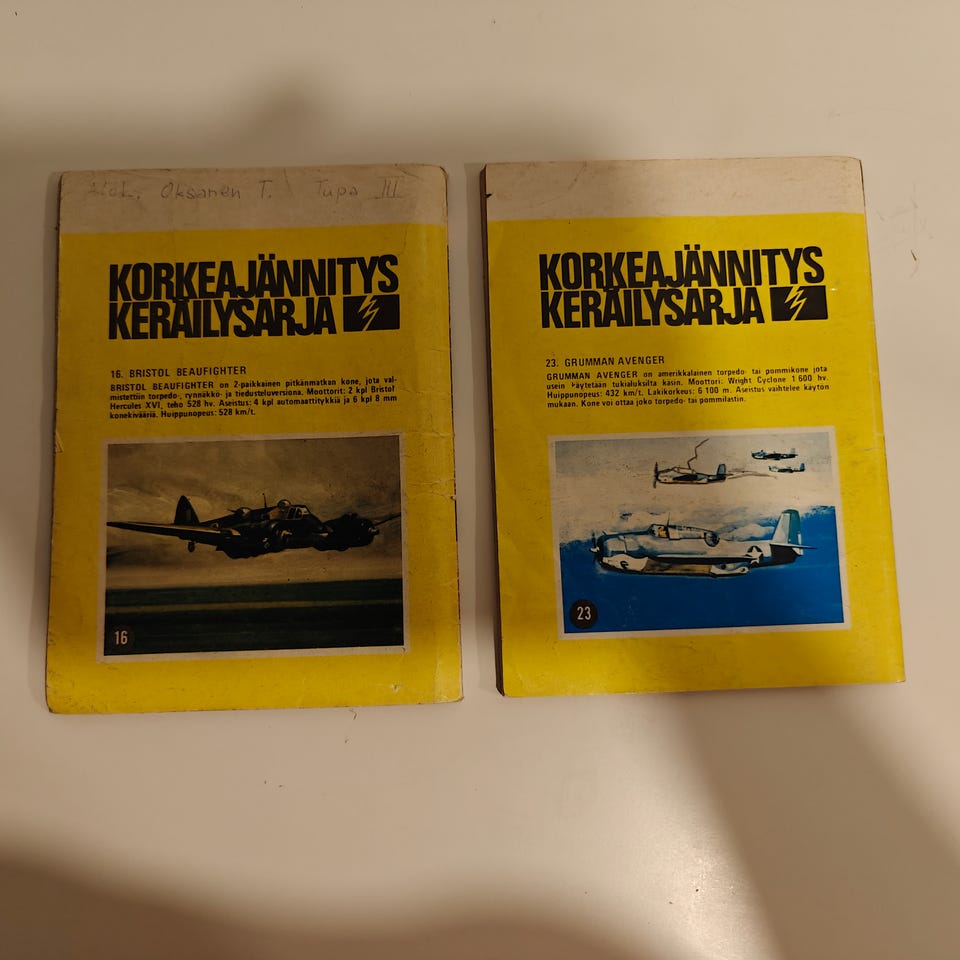 Oksanen T. Tupa III
KORKEAJÄNNITYS
KERÄILYSARJA
16. BRISTOL BEAUFIGHTER
BRISTOL BEAUFIGHTER on 2-paikkainen pitkänmatkan kone, jota val-
mistettiin torpedo-, rynnäkkö- ja tiedusteluversiona. Moottorit: 2 kpl Bristol
Hercules XVI, teho 528 hv. Aseistus: 4 kpl automaattitykkiä ja 6 kpl 8 mm
konekivääriä. Huippunopeus: 528 km/t.
16
KORKEAJÄNNITYS
KERÄILYSARJA
23. GRUMMAN AVENGER
GRUMMAN AVENGER on amerikkalainen torpedo- tai pommikone jota
usein käytetään tukialuksilta käsin. Moottori: Wright Cyclone 1 600 hv.
Huippunopeus: 432 km/t. Lakikorkeus: 6 100 m. Aseistus vaihtelee käytön
mukaan. Kone voi ottaa joko torpedo- tai pommilastin.
23